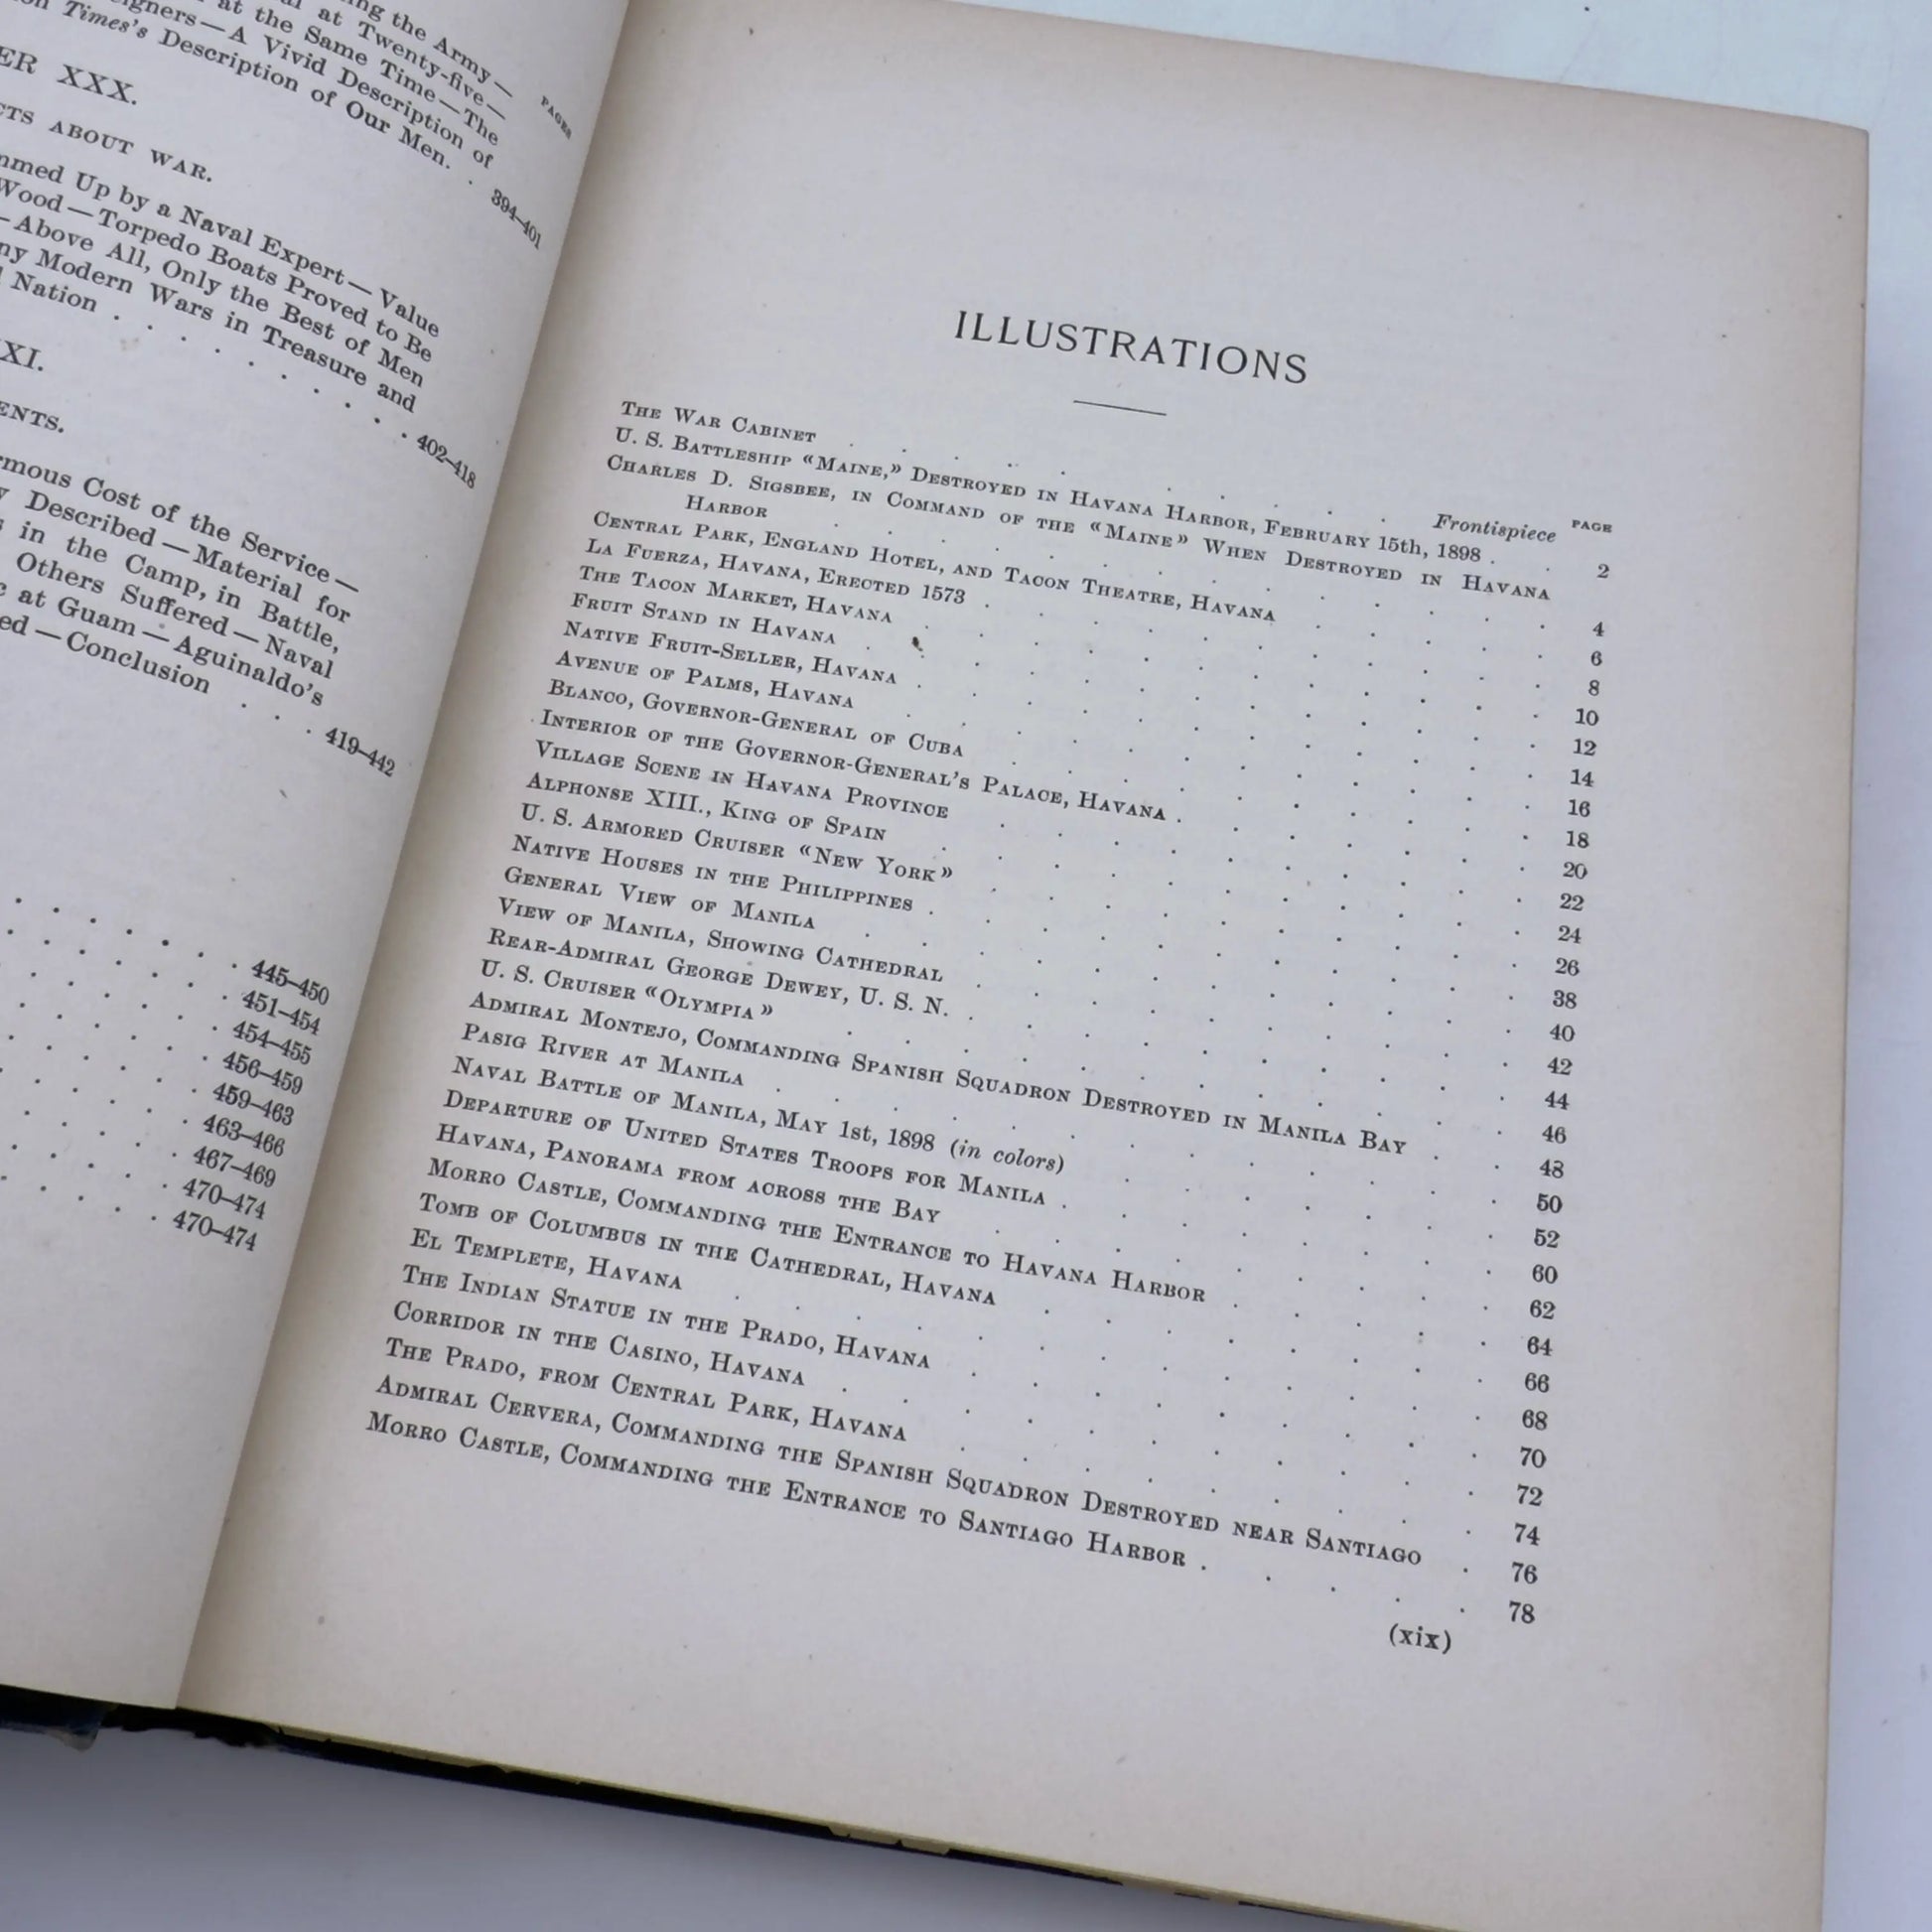 ing the Army—
al at Twenty-five—
at the Same Time—The
eigners—A Vivid Description of
on Times's Description of Our Men. . 394–401
PAGES
ER XXX.
CTS ABOUT WAR.
mmed Up by a Naval Expert—Value
Wood—Torpedo Boats Proved to Be
—Above All, Only the Best of Men
ny Modern Wars in Treasure and
Nation . . . . . . . . . . 402–418
XI.
ENTS.
rmous Cost of the Service—
y Described—Material for
s in the Camp, in Battle,
Others Suffered—Naval
c at Guam—Aguinaldo's
ed—Conclusion . . . 419–442
445–450
451–454
454–455
456–459
459–463
463–466
467–469
470–474
470–474
ILLUSTRATIONS
PAGE
The War Cabinet . . . . . . . . . . Frontispiece
U. S. Battleship “Maine,” Destroyed in Havana Harbor, February 15th, 1898 . . 2
Charles D. Sigsbee, in Command of the “Maine” When Destroyed in Havana
Harbor . . . . . . . . . . 4
Central Park, England Hotel, and Tacon Theatre, Havana . . . . . 6
La Fuerza, Havana, Erected 1573 . . . . . . . . . . 8
The Tacon Market, Havana . . . . . . . . . . 10
Fruit Stand in Havana . . . . . . . . . . 12
Native Fruit-Seller, Havana . . . . . . . . . . 14
Avenue of Palms, Havana . . . . . . . . . . 16
Blanco, Governor-General of Cuba . . . . . . . . . . 18
Interior of the Governor-General's Palace, Havana . . . . . . . 20
Village Scene in Havana Province . . . . . . . . . . 22
Alphonse XIII., King of Spain . . . . . . . . . . 24
U. S. Armored Cruiser “New York” . . . . . . . . . . 26
Native Houses in the Philippines . . . . . . . . . . 38
General View of Manila . . . . . . . . . . 40
View of Manila, Showing Cathedral . . . . . . . . . . 42
Rear-Admiral George Dewey, U. S. N. . . . . . . . . . . 44
U. S. Cruiser “Olympia” . . . . . . . . . . 46
Admiral Montejo, Commanding Spanish Squadron Destroyed in Manila Bay . . 48
Pasig River at Manila . . . . . . . . . . 50
Naval Battle of Manila, May 1st, 1898 (in colors) . . . . . . . 52
Departure of United States Troops for Manila . . . . . . . . 60
Havana, Panorama from across the Bay . . . . . . . . . 62
Morro Castle, Commanding the Entrance to Havana Harbor . . . . . 64
Tomb of Columbus in the Cathedral, Havana . . . . . . . . 66
El Templete, Havana . . . . . . . . . . 68
The Indian Statue in the Prado, Havana . . . . . . . . . 70
Corridor in the Casino, Havana . . . . . . . . . . 72
The Prado, from Central Park, Havana . . . . . . . . . 74
Admiral Cervera, Commanding the Spanish Squadron Destroyed near Santiago . 76
Morro Castle, Commanding the Entrance to Santiago Harbor . . . . . 78
(xix)